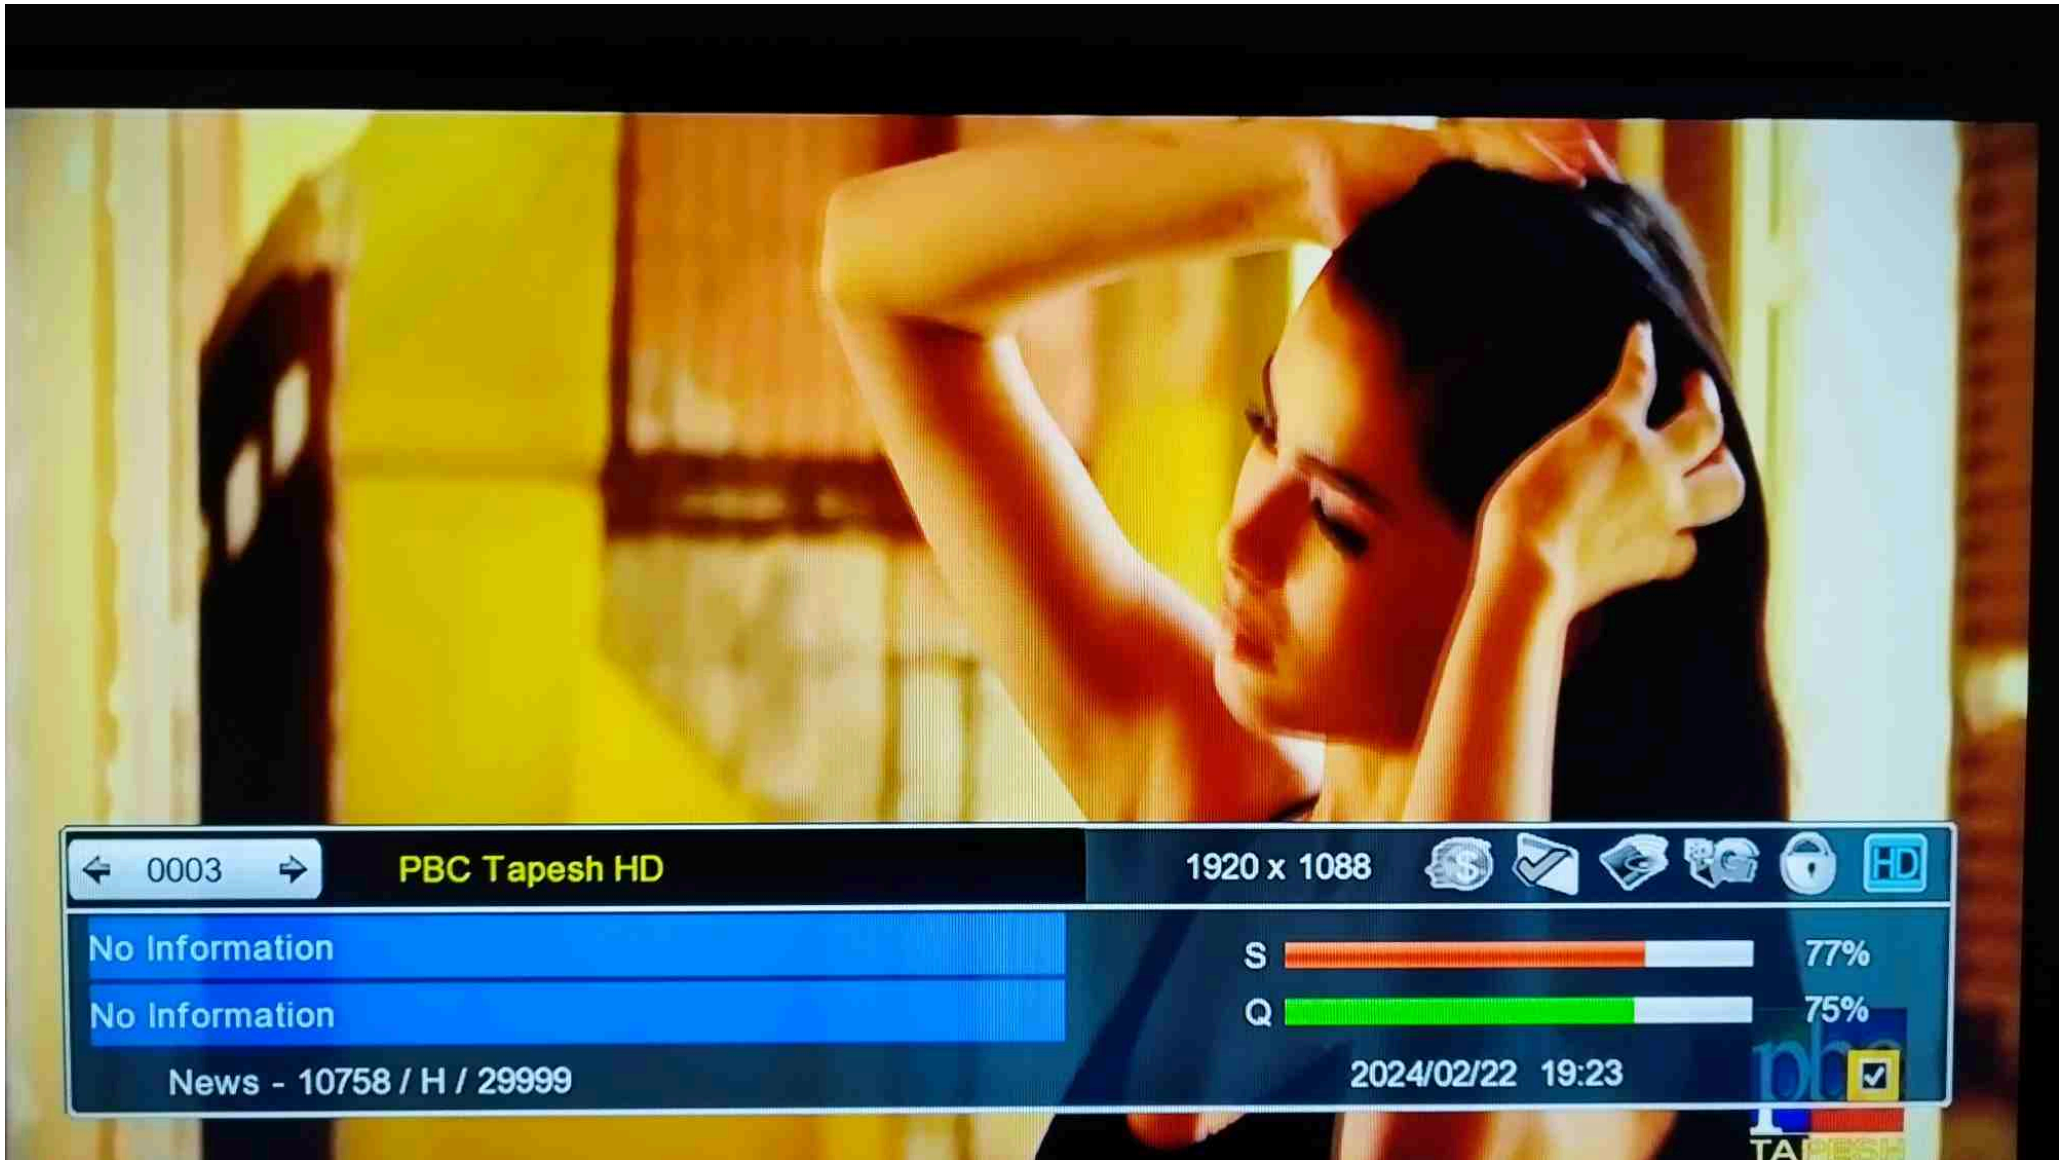 0003
PBC Tapesh HD
1920 x 1088
HD
No Information
No Information
S 77%
Q 75%
News - 10758 / H / 29999
2024/02/22 19:23
pbc
TAPESH